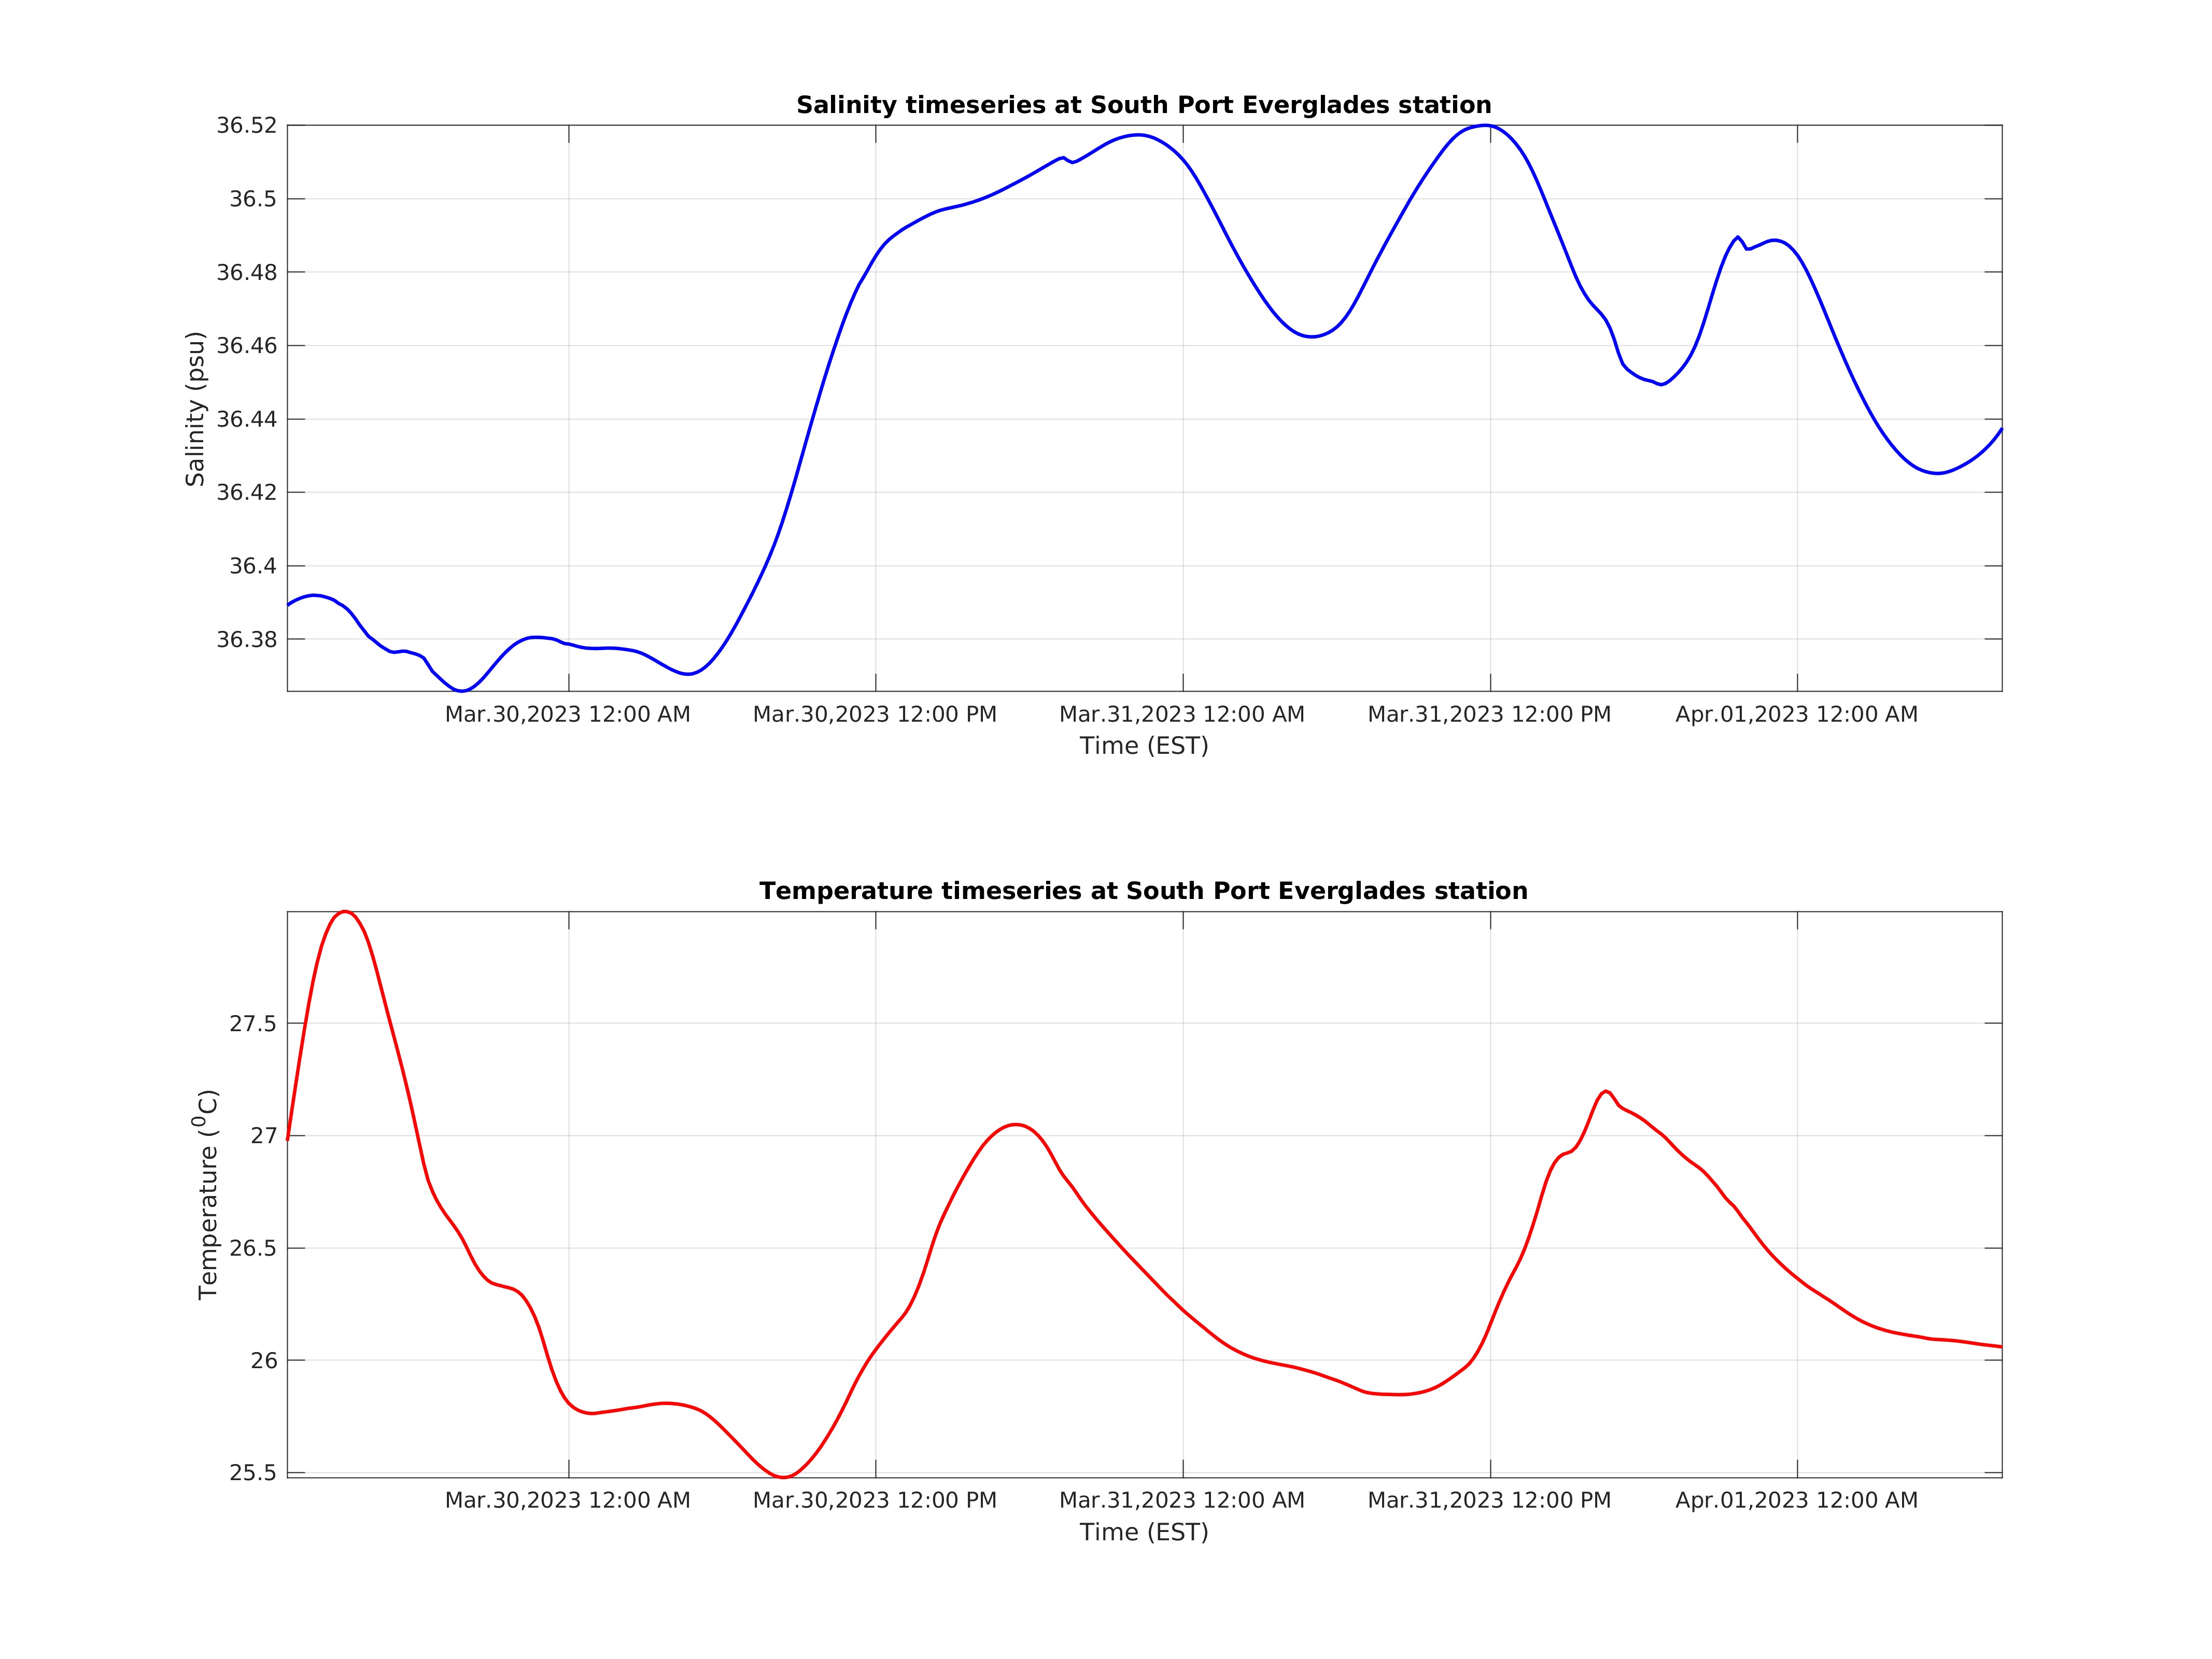 Salinity timeseries at South Port Everglades station
36.52
36.5
36.48
36.46
36.44
36.42
36.4
36.38
Salinity (psu)
Mar.30,2023 12:00 AM
Mar.30,2023 12:00 PM
Mar.31,2023 12:00 AM
Mar.31,2023 12:00 PM
Apr.01,2023 12:00 AM
Time (EST)
Temperature timeseries at South Port Everglades station
27.5
27
26.5
26
25.5
Temperature (⁰C)
Mar.30,2023 12:00 AM
Mar.30,2023 12:00 PM
Mar.31,2023 12:00 AM
Mar.31,2023 12:00 PM
Apr.01,2023 12:00 AM
Time (EST)